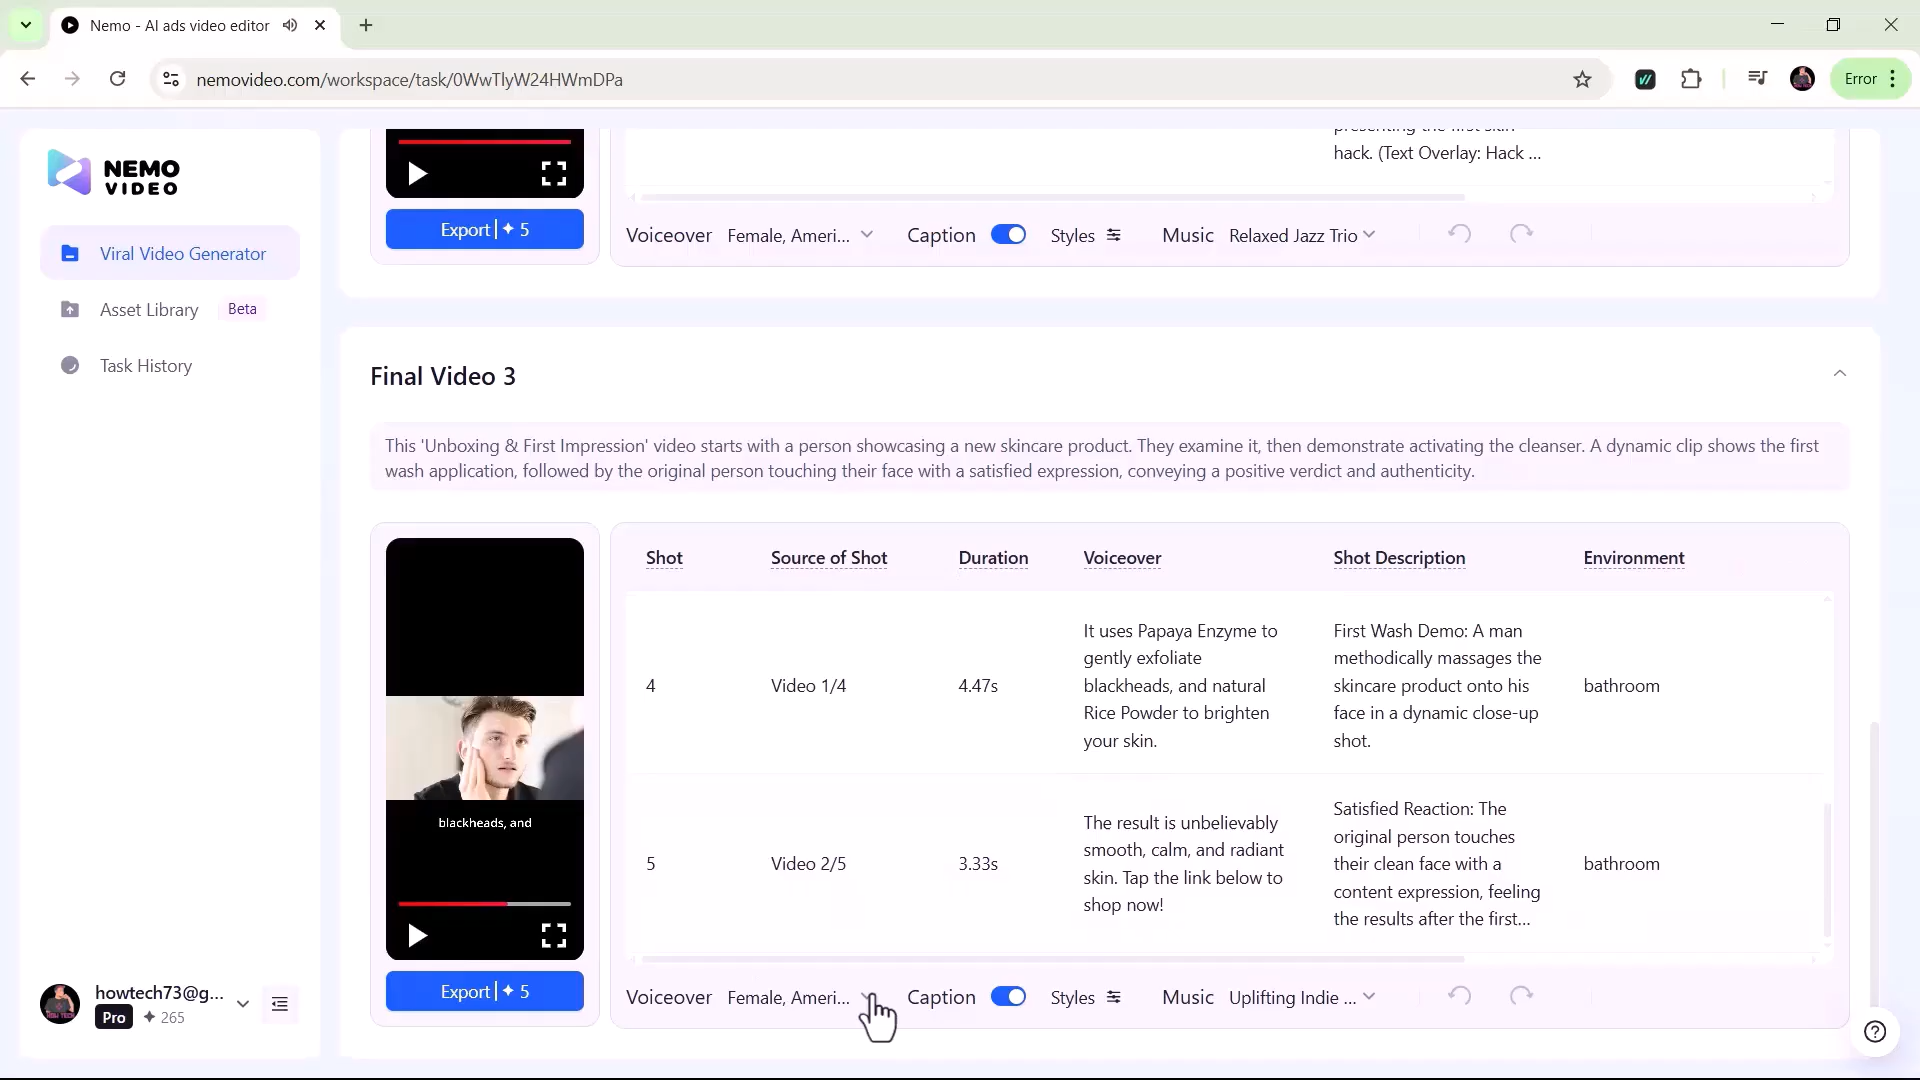 Nemo - AI ads video editor
nemovideo.com/workspace/task/0WwTlyW24HWmDPa
Error
NEMO
VIDEO
Viral Video Generator
Asset Library Beta
Task History
presenting the first skin
hack. (Text Overlay: Hack ...
Export | 5
Voiceover Female, Ameri... Caption Styles Music Relaxed Jazz Trio
Final Video 3
This 'Unboxing & First Impression' video starts with a person showcasing a new skincare product. They examine it, then demonstrate activating the cleanser. A dynamic clip shows the first
wash application, followed by the original person touching their face with a satisfied expression, conveying a positive verdict and authenticity.
Shot Source of Shot Duration Voiceover Shot Description Environment
4
Video 1/4
4.47s
It uses Papaya Enzyme to
gently exfoliate
blackheads, and natural
Rice Powder to brighten
your skin.
First Wash Demo: A man
methodically massages the
skincare product onto his
face in a dynamic close-up
shot.
bathroom
5
Video 2/5
3.33s
The result is unbelievably
smooth, calm, and radiant
skin. Tap the link below to
shop now!
Satisfied Reaction: The
original person touches
their clean face with a
content expression, feeling
the results after the first...
bathroom
blackheads, and
Export | 5
Voiceover Female, Ameri... Caption Styles Music Uplifting Indie ...
howtech73@g...
Pro 265